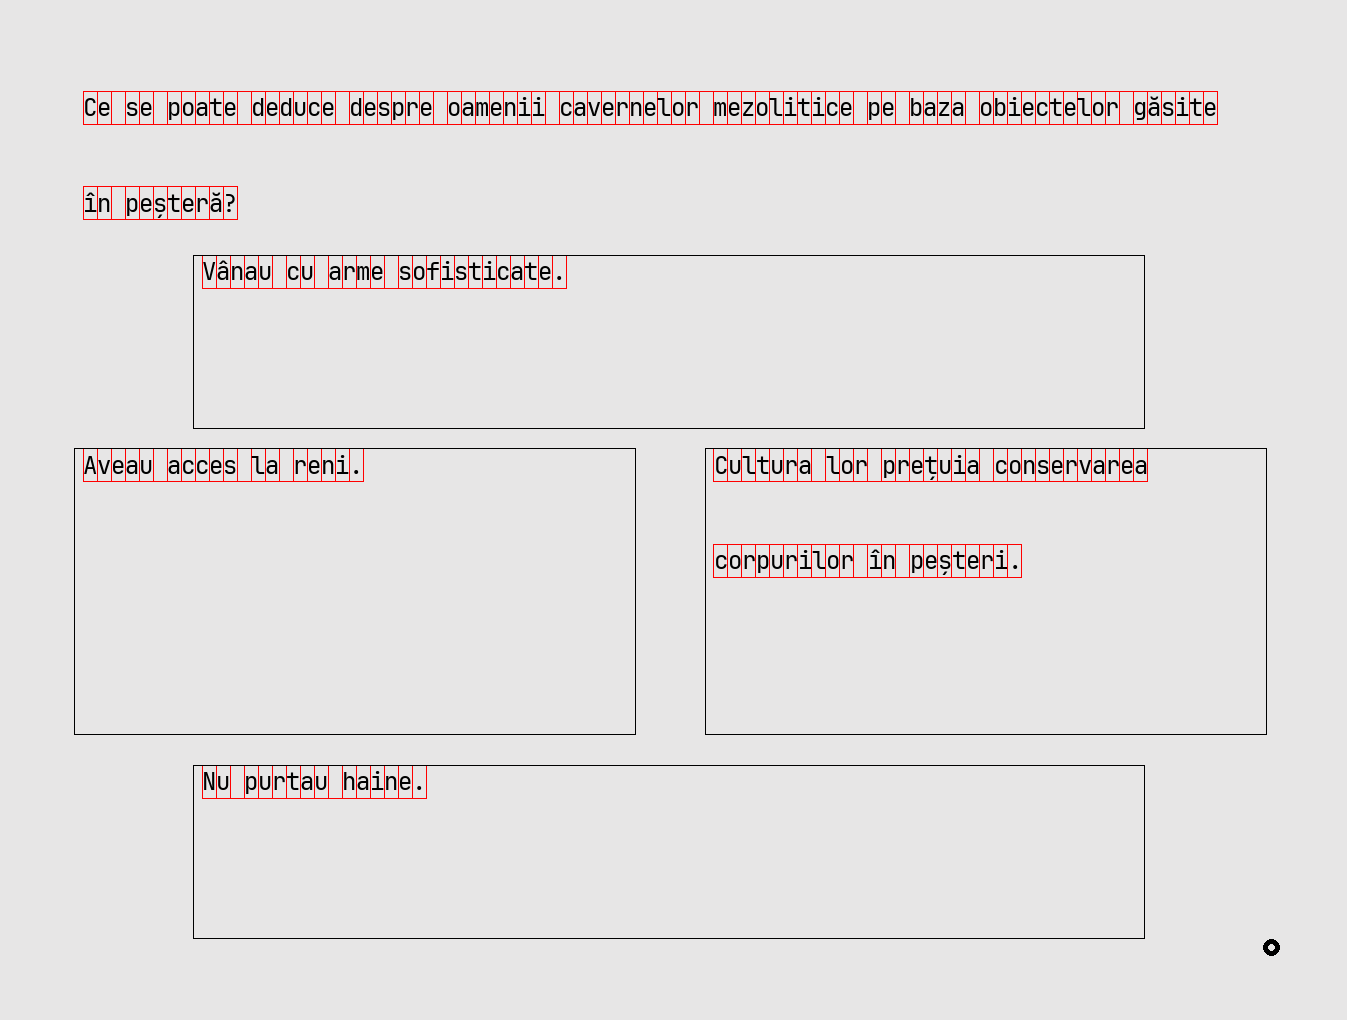 Ce se poate deduce despre oamenii cavernelor mezolitice pe baza obiectelor găsite
în peșteră?
Vânau cu arme sofisticate.
Aveau acces la reni.
Cultura lor prețuia conservarea
corpurilor în peșteri.
Nu purtau haine.